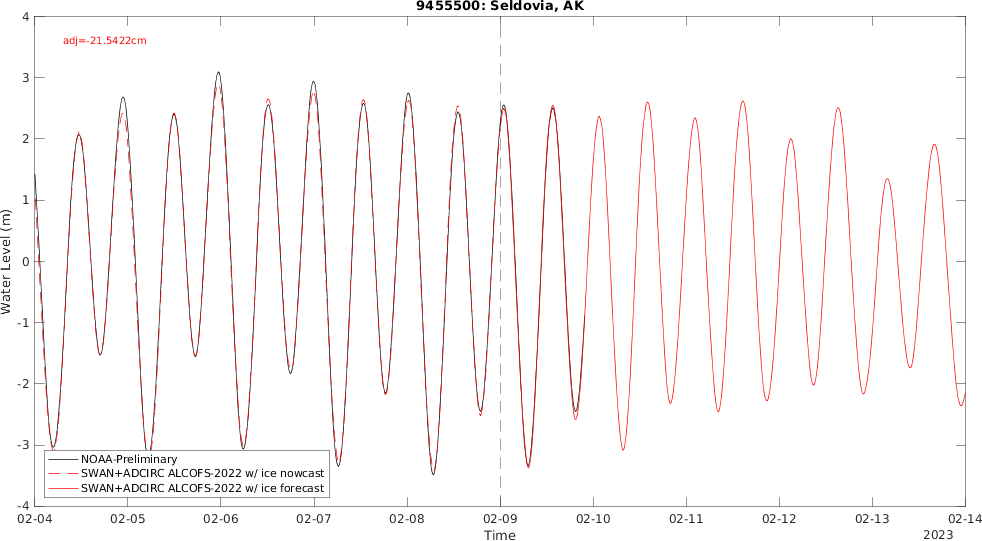 9455500: Seldovia, AK
adj=-21.5422cm
4
3
2
1
0
-1
-2
-3
-4
Water Level (m)
NOAA-Preliminary
SWAN+ADCIRC ALCOFS-2022 w/ ice nowcast
SWAN+ADCIRC ALCOFS-2022 w/ ice forecast
02-04 02-05 02-06 02-07 02-08 02-09 02-10 02-11 02-12 02-13 02-14
Time
2023